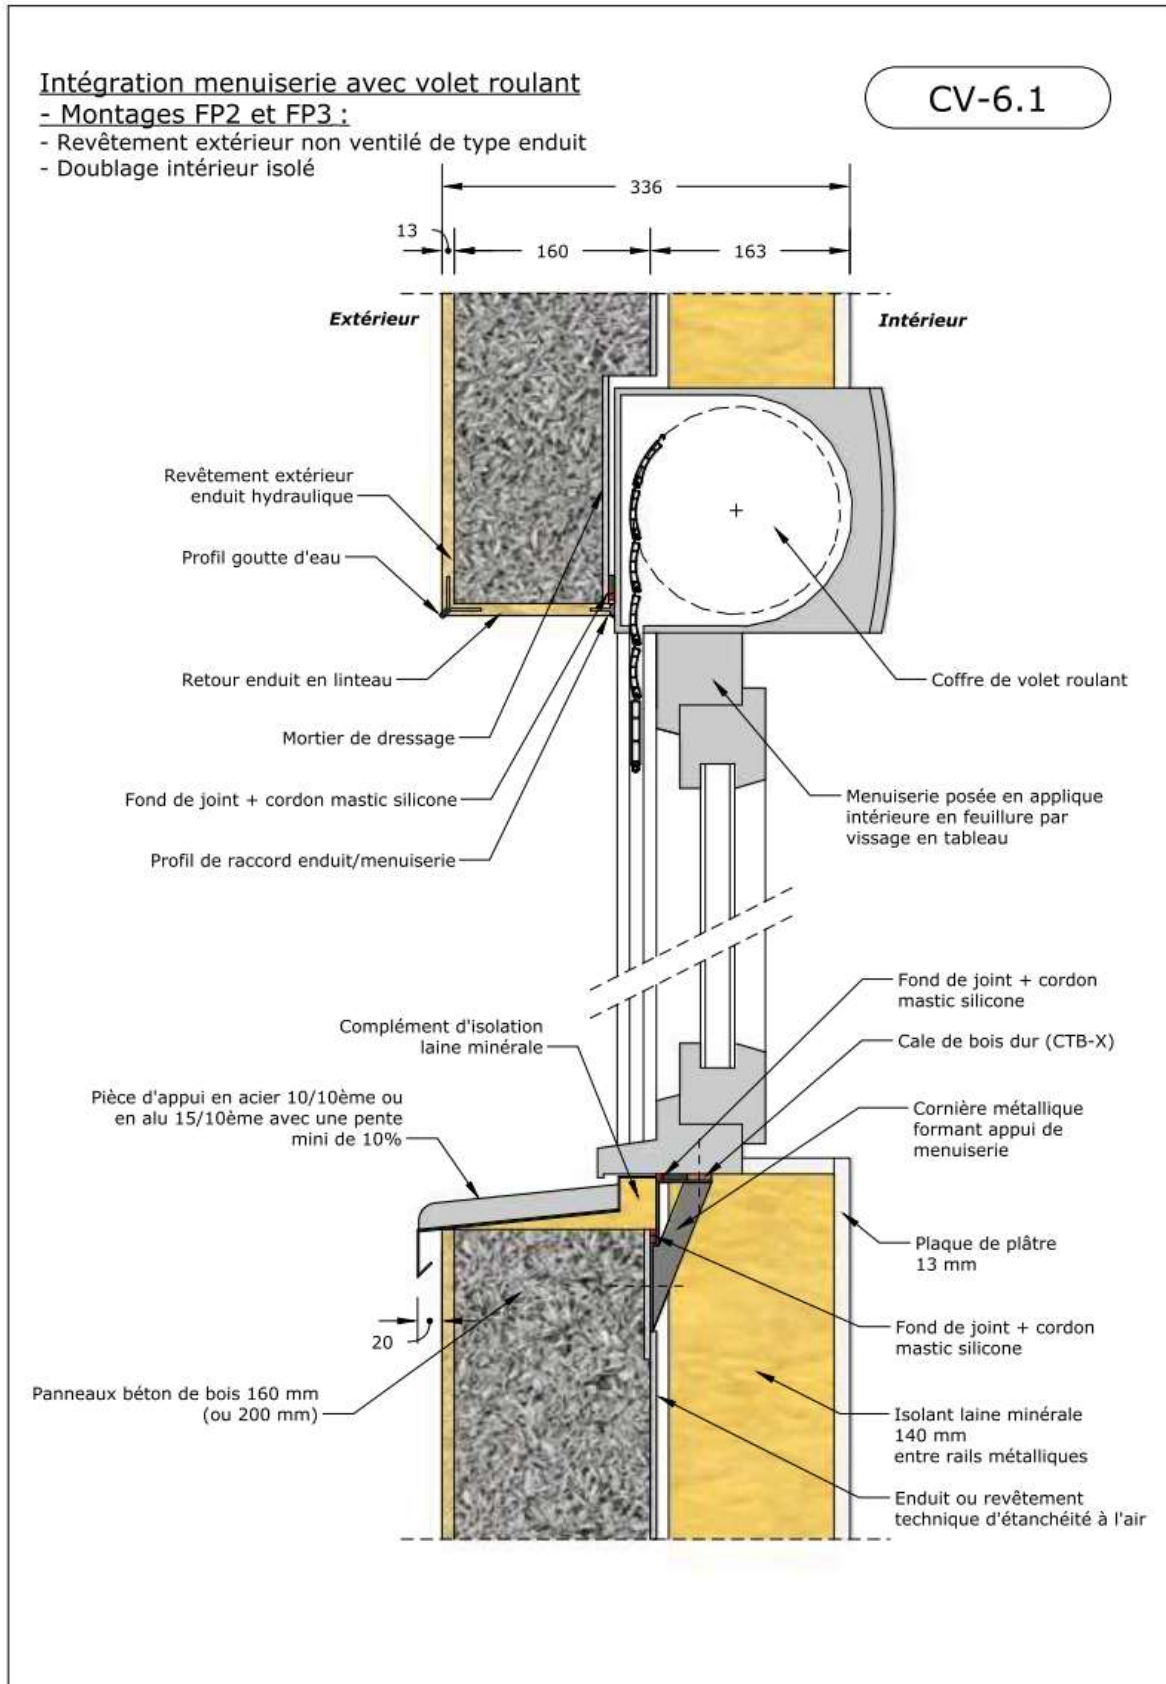 Intégration menuiserie avec volet roulant
- Montages FP2 et FP3 :
- Revêtement extérieur non ventilé de type enduit
- Doublage intérieur isolé
CV-6.1
336
13
160
163
Extérieur
Intérieur
Revêtement extérieur
enduit hydraulique
Profil goutte d'eau
Retour enduit en linteau
Mortier de dressage
Fond de joint + cordon mastic silicone
Profil de raccord enduit/menuiserie
Coffre de volet roulant
Menuiserie posée en applique
intérieure en feuillure par
vissage en tableau
Complément d'isolation
laine minérale
Pièce d'appui en acier 10/10ème ou
en alu 15/10ème avec une pente
mini de 10%
20
Panneaux béton de bois 160 mm
(ou 200 mm)
Fond de joint + cordon
mastic silicone
Cale de bois dur (CTB-X)
Cornière métallique
formant appui de
menuiserie
Plaque de plâtre
13 mm
Fond de joint + cordon
mastic silicone
Isolant laine minérale
140 mm
entre rails métalliques
Enduit ou revêtement
technique d'étanchéité à l'air